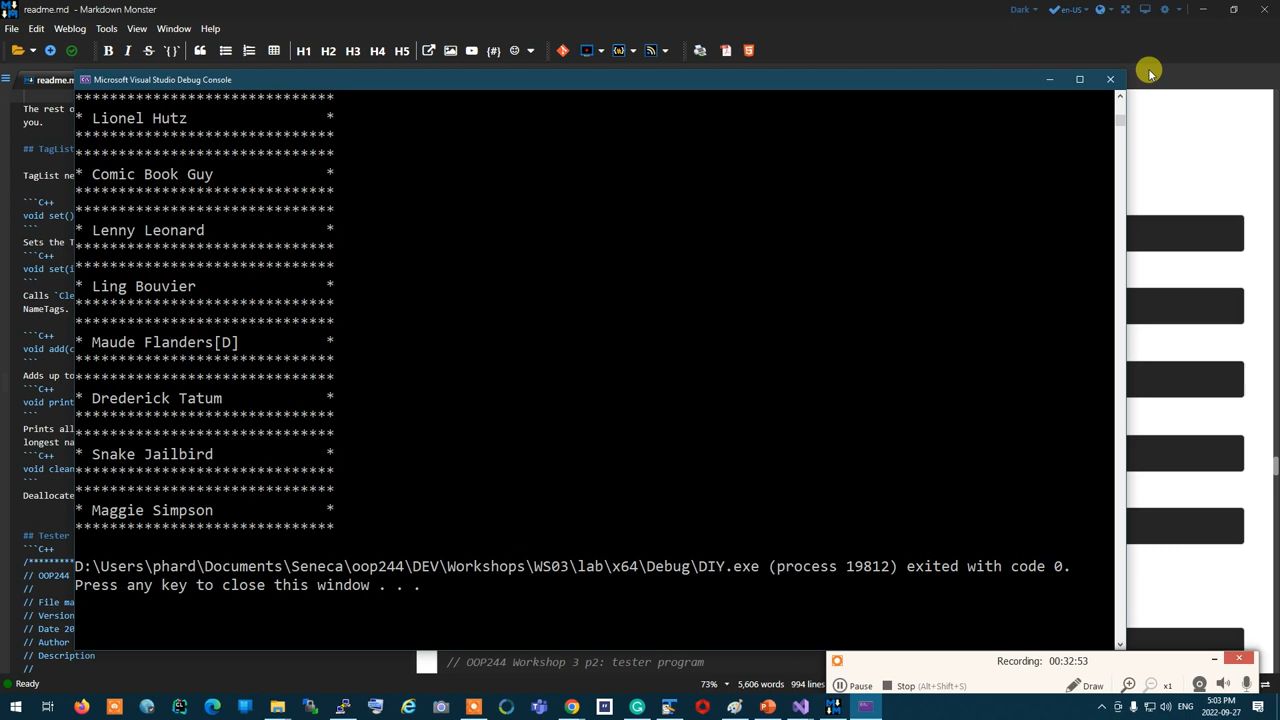 readme.md - Markdown Monster
Dark
en-US
File Edit Weblog Tools View Window Help
B I S {} H1 H2 H3 H4 H5 {#}
readme.m
Microsoft Visual Studio Debug Console
The rest o
you.
## TagList
TagList ne
```C++
void set()
```
Sets the T
```C++
void set(i
```
Calls `Cle
NameTags.
```C++
void add(c
```
Adds up to
```C++
void print
```
Prints all
longest na
```C++
void clean
```
Deallocate
## Tester
```C++
/*********
// OOP244
//
// File ma
// Version
// Date 20
// Author
// Description
//
******************************
* Lionel Hutz *
******************************
******************************
* Comic Book Guy *
******************************
******************************
* Lenny Leonard *
******************************
******************************
* Ling Bouvier *
******************************
******************************
* Maude Flanders[D] *
******************************
******************************
* Drederick Tatum *
******************************
******************************
* Snake Jailbird *
******************************
******************************
* Maggie Simpson *
******************************
D:\Users\phard\Documents\Seneca\oop244\DEV\Workshops\WS03\lab\x64\Debug\DIY.exe (process 19812) exited with code 0.
Press any key to close this window . . .
// OOP244 Workshop 3 p2: tester program
Recording: 00:32:53
Pause Stop (Alt+Shift+S) Draw x1
Ready 73% 5,606 words 994 lines
ENG 5:03 PM
2022-09-27